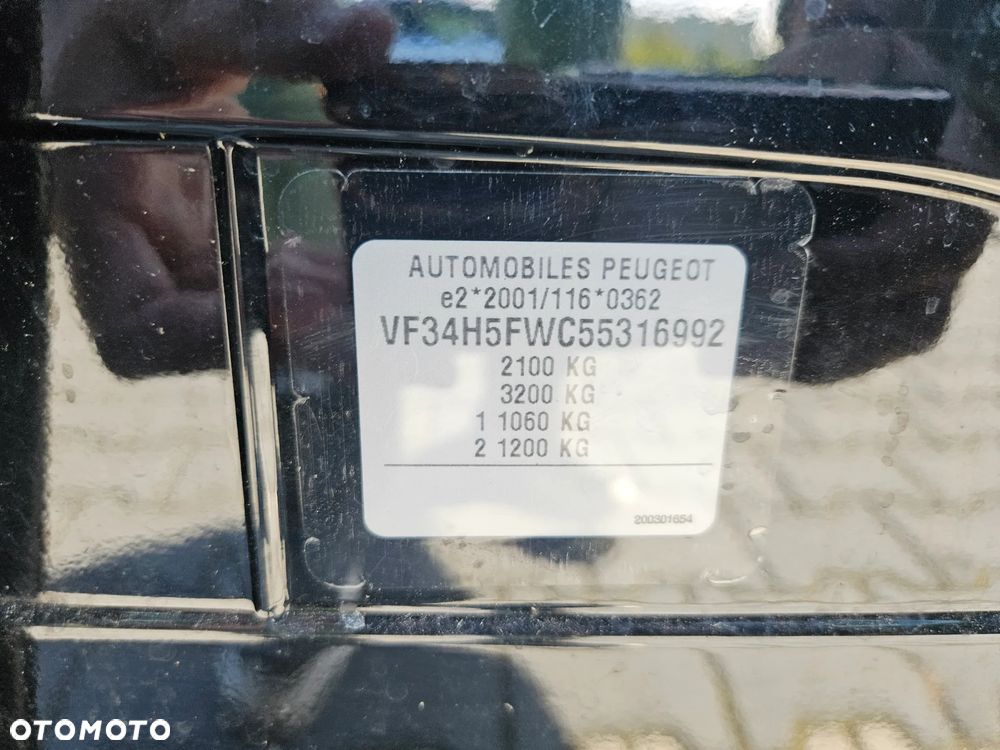 AUTOMOBILES PEUGEOT
e2*2001/116*0362
VF34H5FWC55316992
2100 KG
3200 KG
1 1060 KG
2 1200 KG
200301654
OTOMOTO